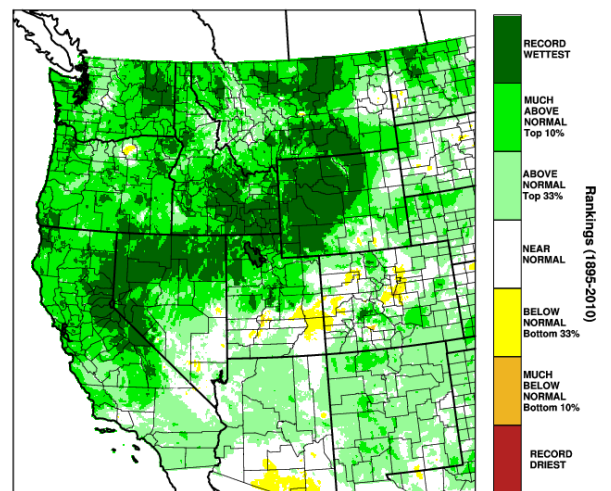 RECORD
WETTEST
MUCH
ABOVE
NORMAL
Top 10%
ABOVE
NORMAL
Top 33%
NEAR
NORMAL
BELOW
NORMAL
Bottom 33%
MUCH
BELOW
NORMAL
Bottom 10%
RECORD
DRIEST
Rankings (1895-2010)